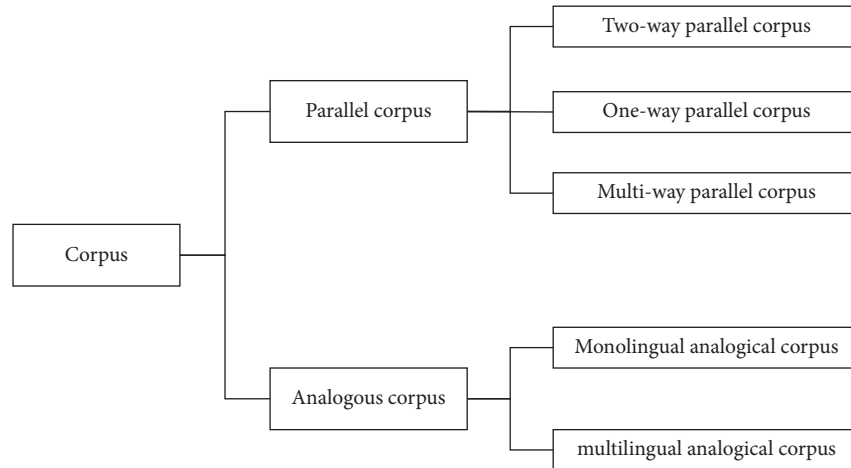 Two-way parallel corpus
Parallel corpus
One-way parallel corpus
Multi-way parallel corpus
Corpus
Monolingual analogical corpus
Analogous corpus
multilingual analogical corpus